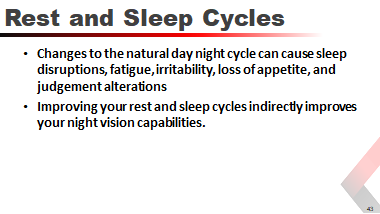 Rest and Sleep Cycles
• Changes to the natural day night cycle can cause sleep
disruptions, fatigue, irritability, loss of appetite, and
judgement alterations
• Improving your rest and sleep cycles indirectly improves
your night vision capabilities.
43